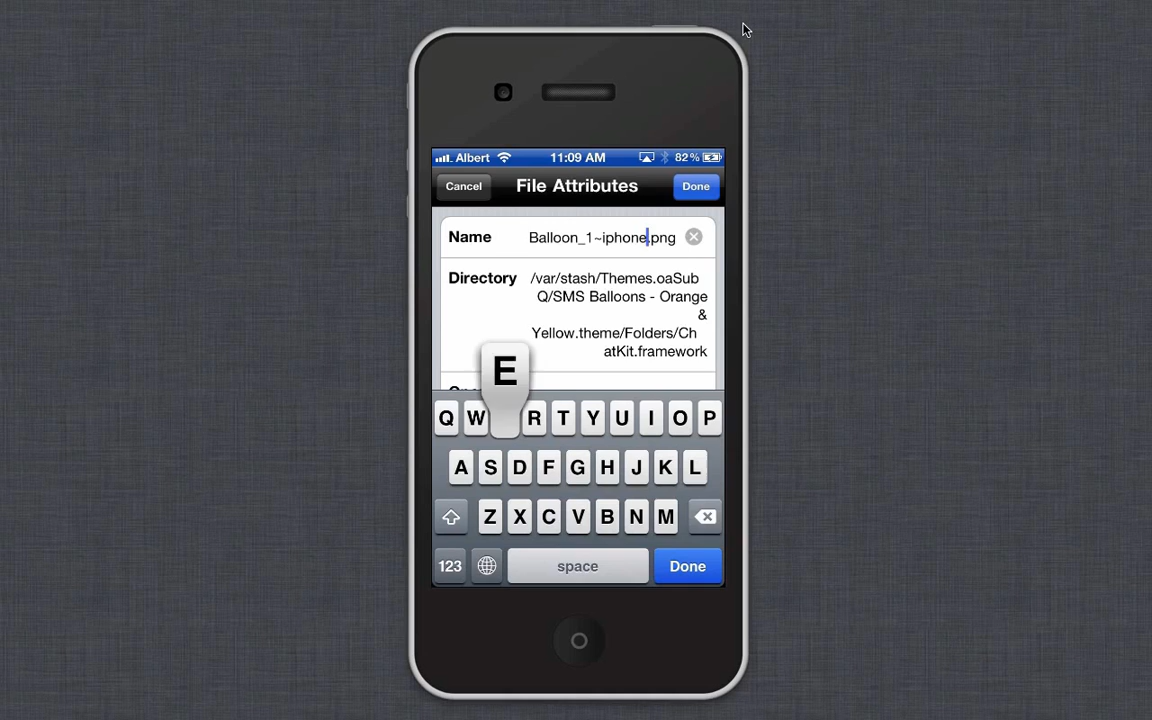 Albert 11:09 AM 82%
Cancel File Attributes Done
Name Balloon_1~iphone.png
Directory /var/stash/Themes.oaSub
Q/SMS Balloons - Orange
&
Yellow.theme/Folders/Ch
atKit.framework
E
Q W R T Y U I O P
A S D F G H J K L
Z X C V B N M
123 space Done